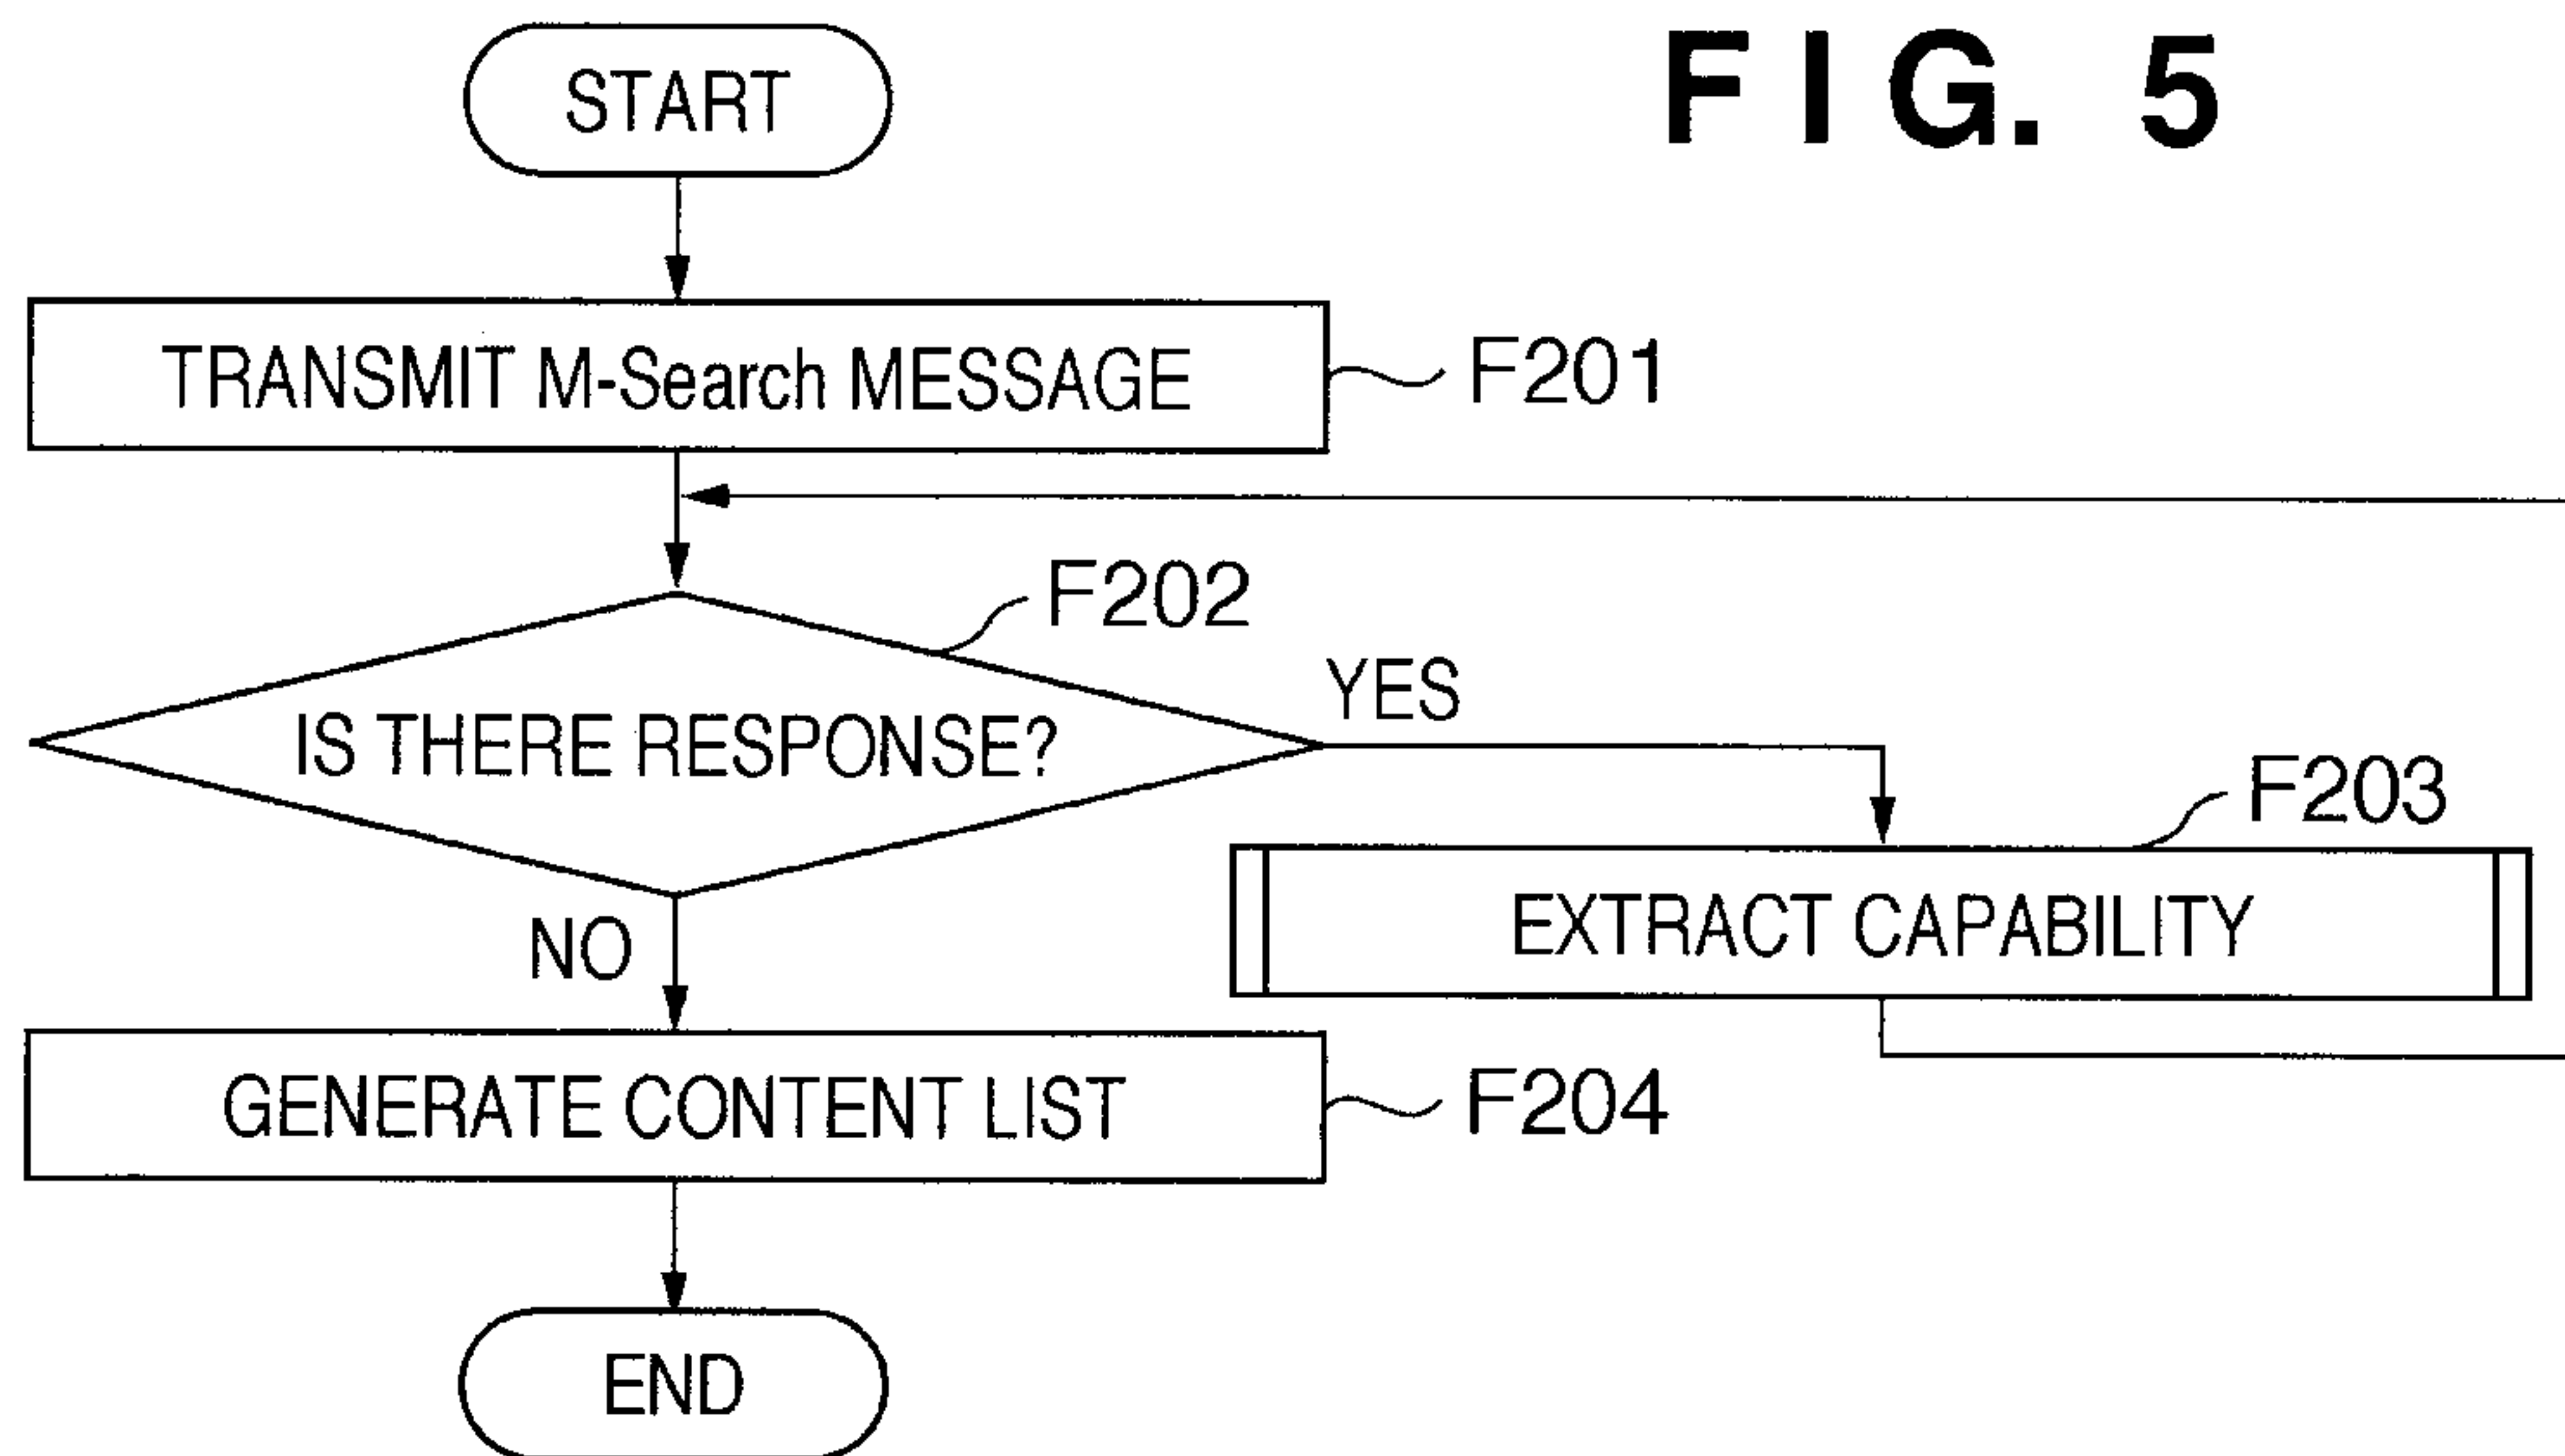 FIG. 5
START
TRANSMIT M-Search MESSAGE
F201
F202
IS THERE RESPONSE?
YES
F203
EXTRACT CAPABILITY
NO
GENERATE CONTENT LIST
F204
END